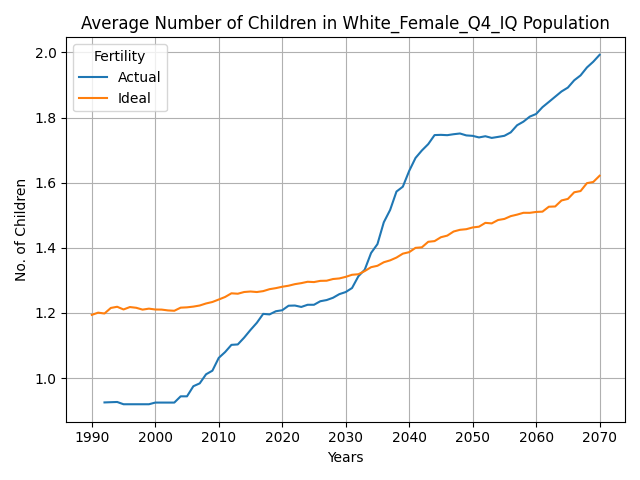 Average Number of Children in White_Female_Q4_IQ Population
Fertility
Actual
Ideal
No. of Children
2.0
1.8
1.6
1.4
1.2
1.0
1990 2000 2010 2020 2030 2040 2050 2060 2070
Years